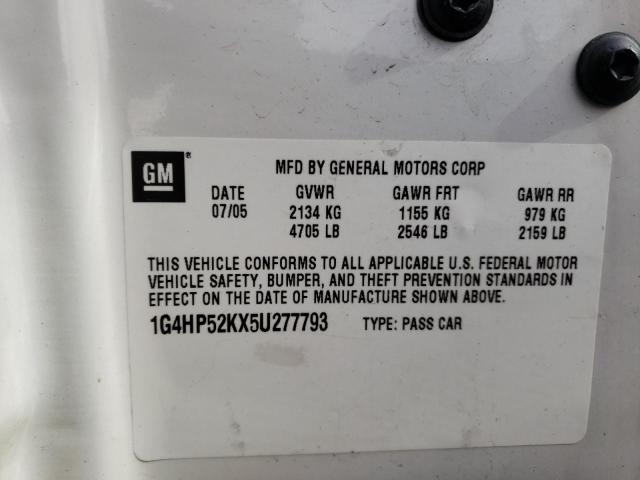 GM ®
MFD BY GENERAL MOTORS CORP
DATE GVWR GAWR FRT GAWR RR
07/05 2134 KG 1155 KG 979 KG
4705 LB 2546 LB 2159 LB
THIS VEHICLE CONFORMS TO ALL APPLICABLE U.S. FEDERAL MOTOR
VEHICLE SAFETY, BUMPER, AND THEFT PREVENTION STANDARDS IN
EFFECT ON THE DATE OF MANUFACTURE SHOWN ABOVE.
1G4HP52KX5U277793 TYPE: PASS CAR